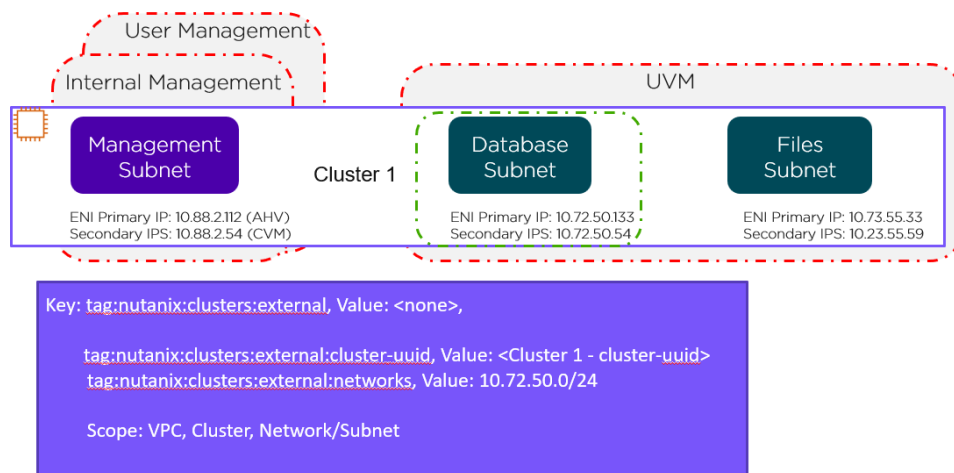 User Management
Internal Management
UVM
Management
Subnet
Cluster 1
Database
Subnet
Files
Subnet
ENI Primary IP: 10.88.2.112 (AHV)
Secondary IPS: 10.88.2.54 (CVM)
ENI Primary IP: 10.72.50.133
Secondary IPS: 10.72.50.54
ENI Primary IP: 10.73.55.33
Secondary IPS: 10.23.55.59
Key: tag:nutanix:clusters:external, Value: <none>,
tag:nutanix:clusters:external:cluster-uuid, Value: <Cluster 1 - cluster-uuid>
tag:nutanix:clusters:external:networks, Value: 10.72.50.0/24
Scope: VPC, Cluster, Network/Subnet